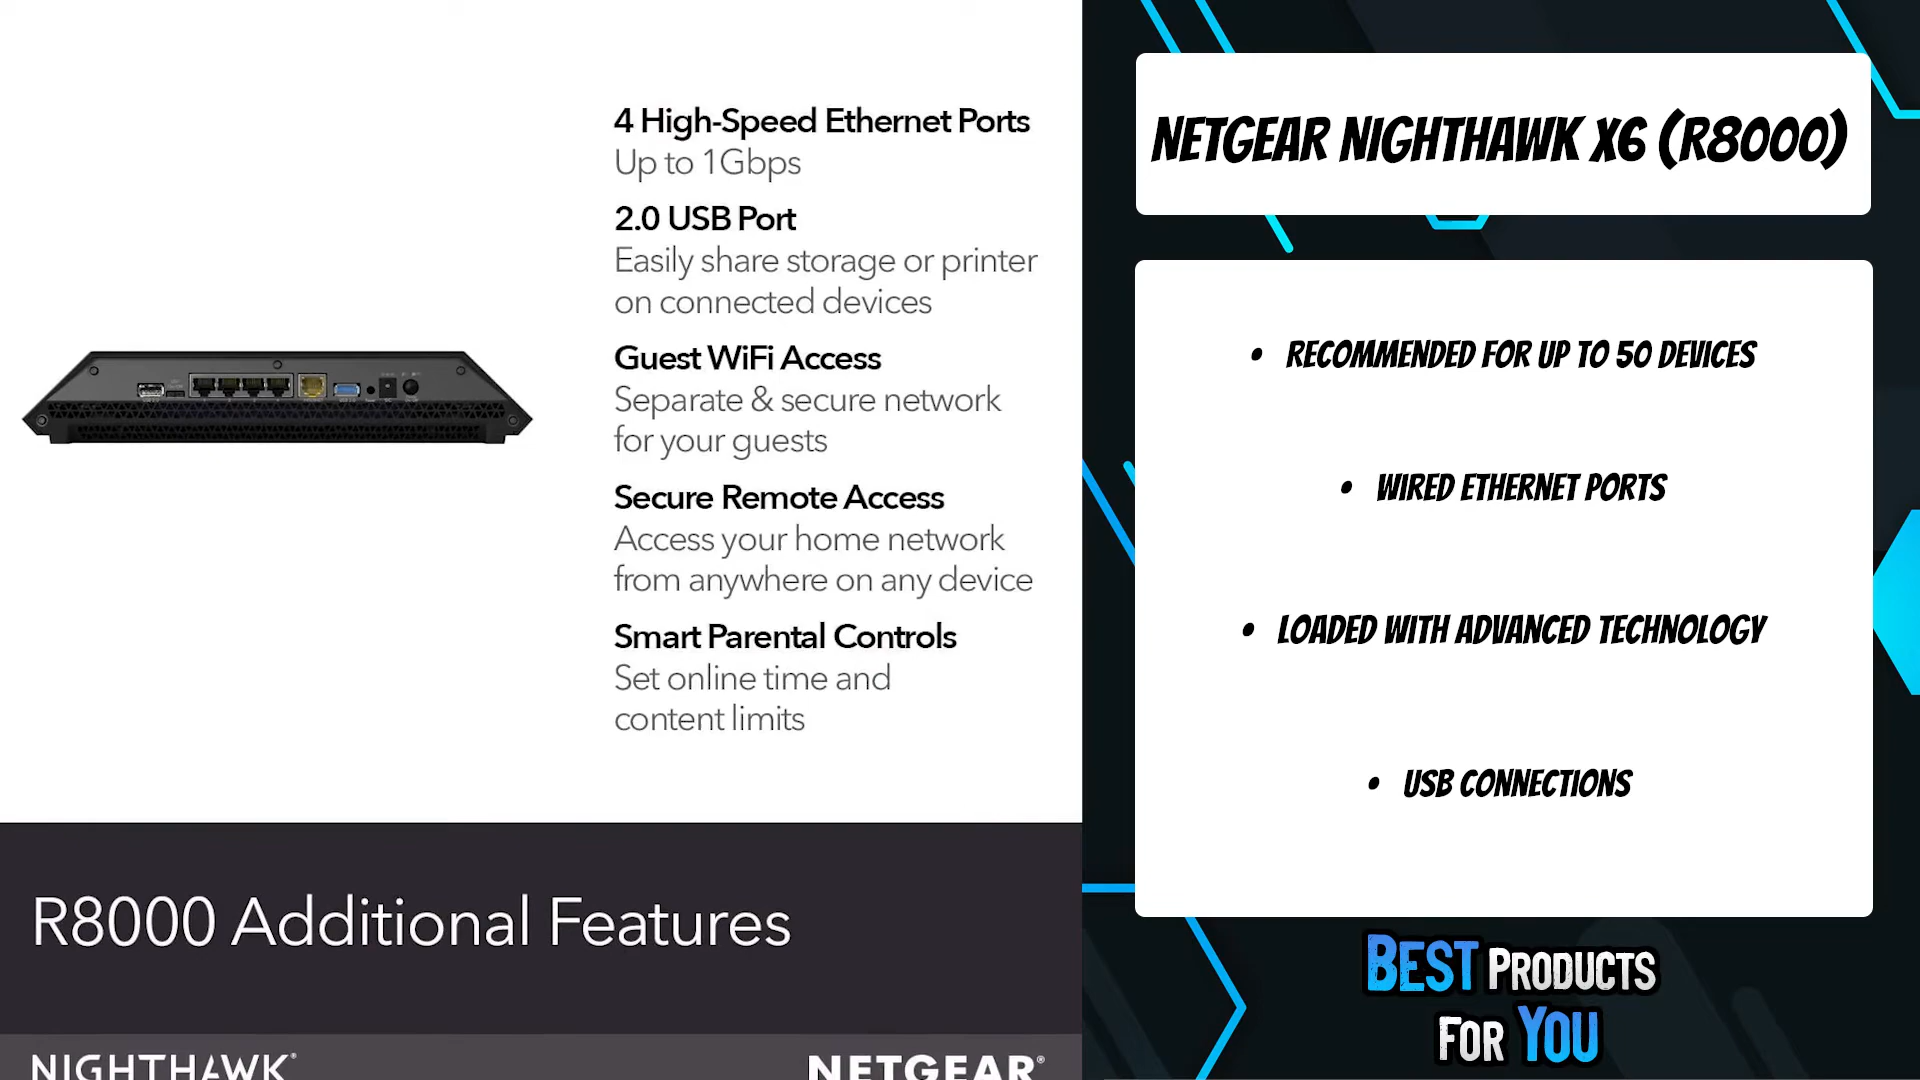 4 High-Speed Ethernet Ports
Up to 1Gbps
2.0 USB Port
Easily share storage or printer
on connected devices
Guest WiFi Access
Separate & secure network
for your guests
Secure Remote Access
Access your home network
from anywhere on any device
Smart Parental Controls
Set online time and
content limits
R8000 Additional Features
NIGHTHAWK®
NETGEAR®
NETGEAR NIGHTHAWK X6 (R8000)
• RECOMMENDED FOR UP TO 50 DEVICES
• WIRED ETHERNET PORTS
• LOADED WITH ADVANCED TECHNOLOGY
• USB CONNECTIONS
BEST PRODUCTS
FOR YOU